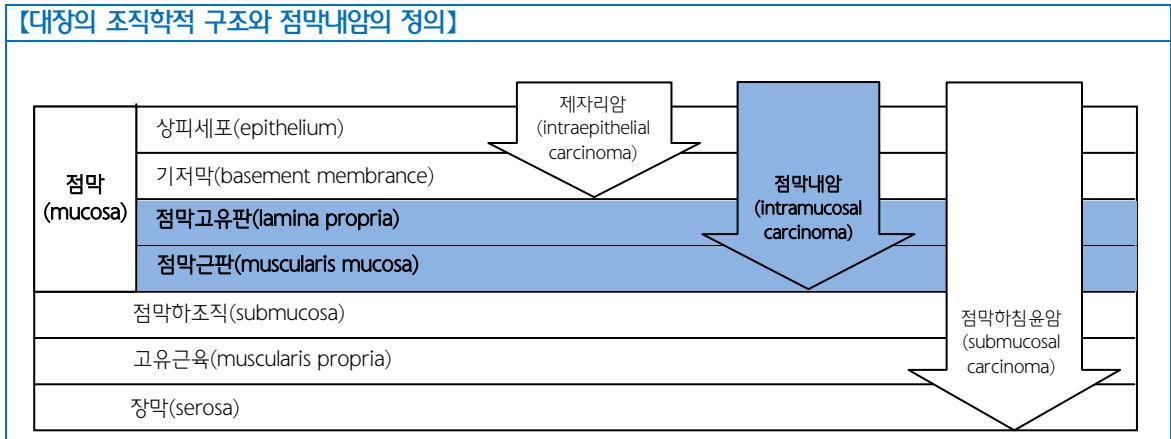 【대장의 조직학적 구조와 점막내암의 정의】
점막
(mucosa)
상피세포(epithelium)
기저막(basement membrance)
점막고유판(lamina propria)
점막근판(muscularis mucosa)
점막하조직(submucosa)
고유근육(muscularis propria)
장막(serosa)
제자리암
(intraepithelial
carcinoma)
점막내암
(intramucosal
carcinoma)
점막하침윤암
(submucosal
carcinoma)